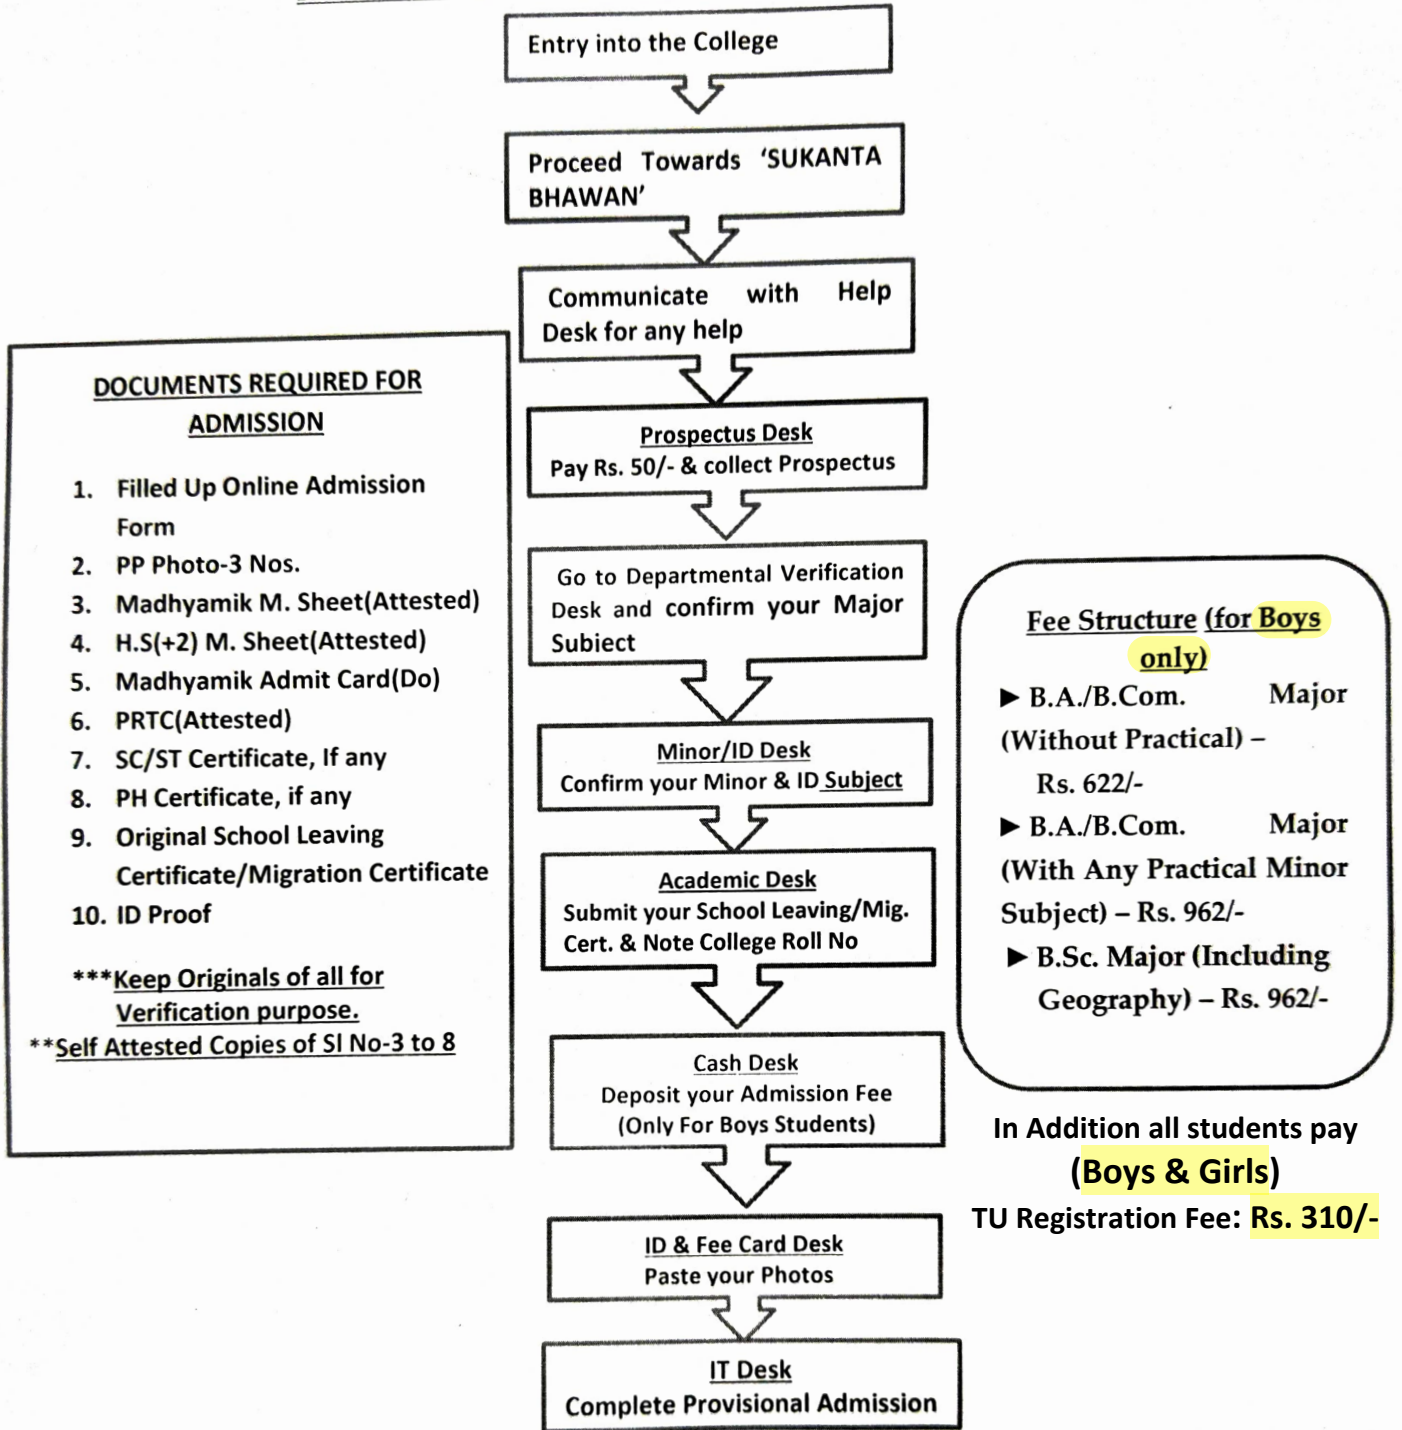 Entry into the College
Proceed Towards ‘SUKANTA
BHAWAN’
Communicate with Help
Desk for any help
Prospectus Desk
Pay Rs. 50/- & collect Prospectus
Go to Departmental Verification
Desk and confirm your Major
Subject
Minor/ID Desk
Confirm your Minor & ID Subject
Academic Desk
Submit your School Leaving/Mig.
Cert. & Note College Roll No
Cash Desk
Deposit your Admission Fee
(Only For Boys Students)
ID & Fee Card Desk
Paste your Photos
IT Desk
Complete Provisional Admission
DOCUMENTS REQUIRED FOR
ADMISSION
1. Filled Up Online Admission
Form
2. PP Photo-3 Nos.
3. Madhyamik M. Sheet(Attested)
4. H.S(+2) M. Sheet(Attested)
5. Madhyamik Admit Card(Do)
6. PRTC(Attested)
7. SC/ST Certificate, If any
8. PH Certificate, if any
9. Original School Leaving
Certificate/Migration Certificate
10. ID Proof
***Keep Originals of all for
Verification purpose.
**Self Attested Copies of Sl No-3 to 8
Fee Structure (for Boys
only)
► B.A./B.Com. Major
(Without Practical) –
Rs. 622/-
► B.A./B.Com. Major
(With Any Practical Minor
Subject) – Rs. 962/-
► B.Sc. Major (Including
Geography) – Rs. 962/-
In Addition all students pay
(Boys & Girls)
TU Registration Fee: Rs. 310/-